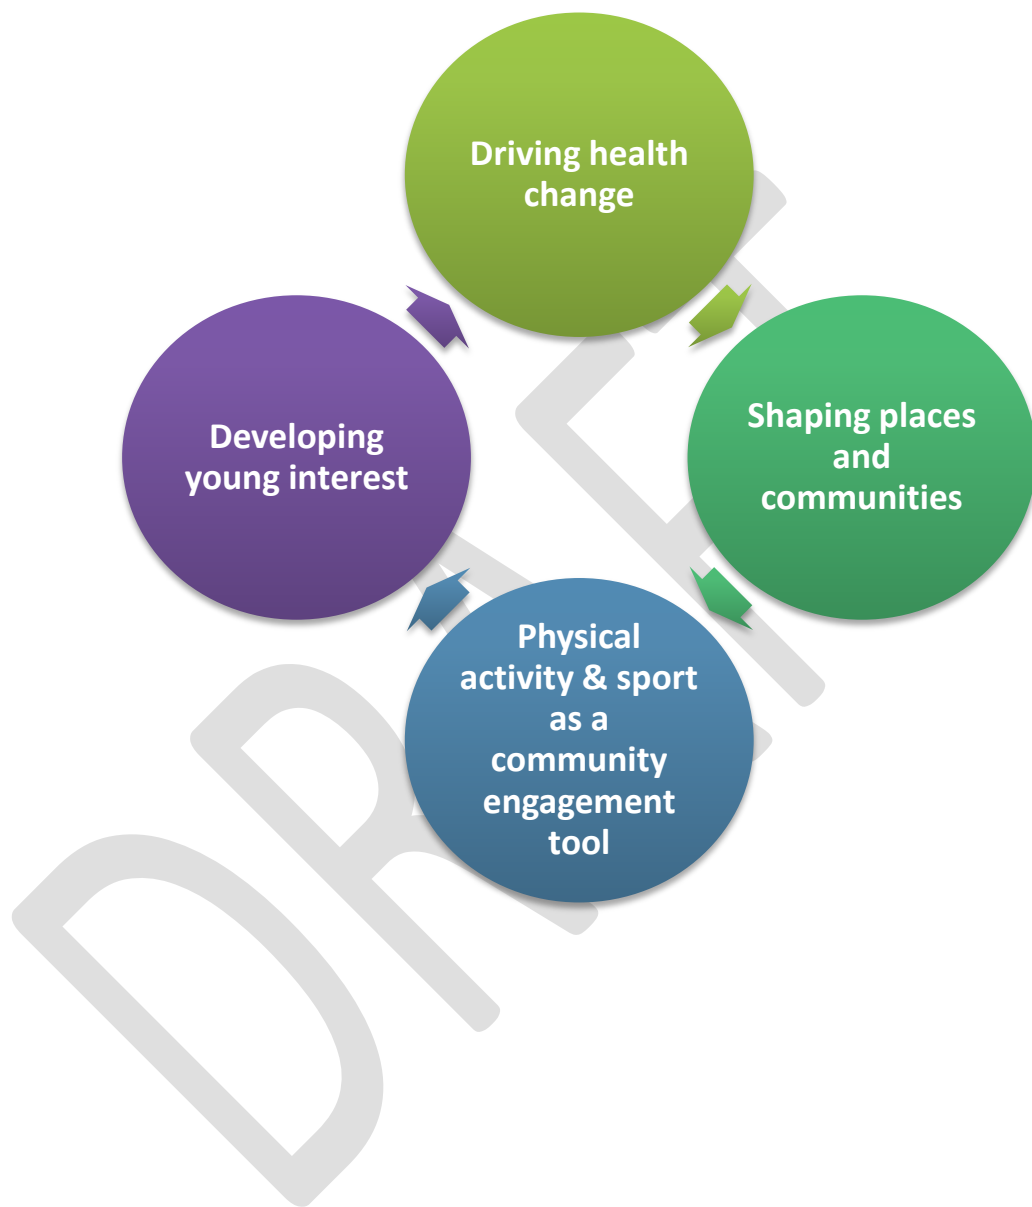 Driving health
change
Shaping places
and
communities
Developing
young interest
Physical
activity & sport
as a
community
engagement
tool
DRAFT